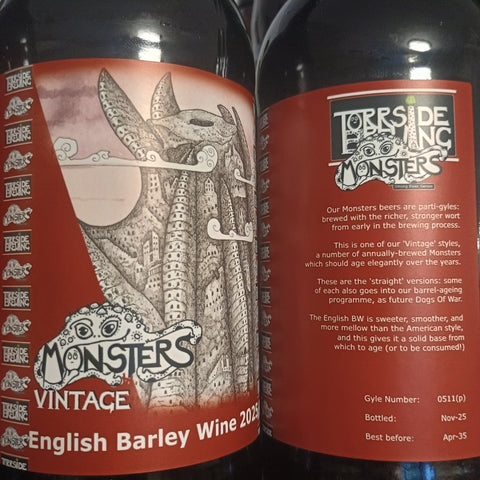 MONSTERS
VINTAGE
English Barley Wine 2025
TORRSIDE
BREWING
MONSTERS
Our Monsters beers are parti-gyles:
brewed with the richer, stronger wort
from early in the brewing process.
This is one of our 'Vintage' styles,
a number of annually-brewed Monsters
which should age elegantly over the years.
These are the 'straight' versions: some
of each also goes into our barrel-ageing
programme, as future Dogs Of War.
The English BW is sweeter, smoother, and
more mellow than the American style,
and this gives it a solid base from
which to age (or to be consumed!)
Gyle Number: 0511(p)
Bottled: Nov-25
Best before: Apr-35